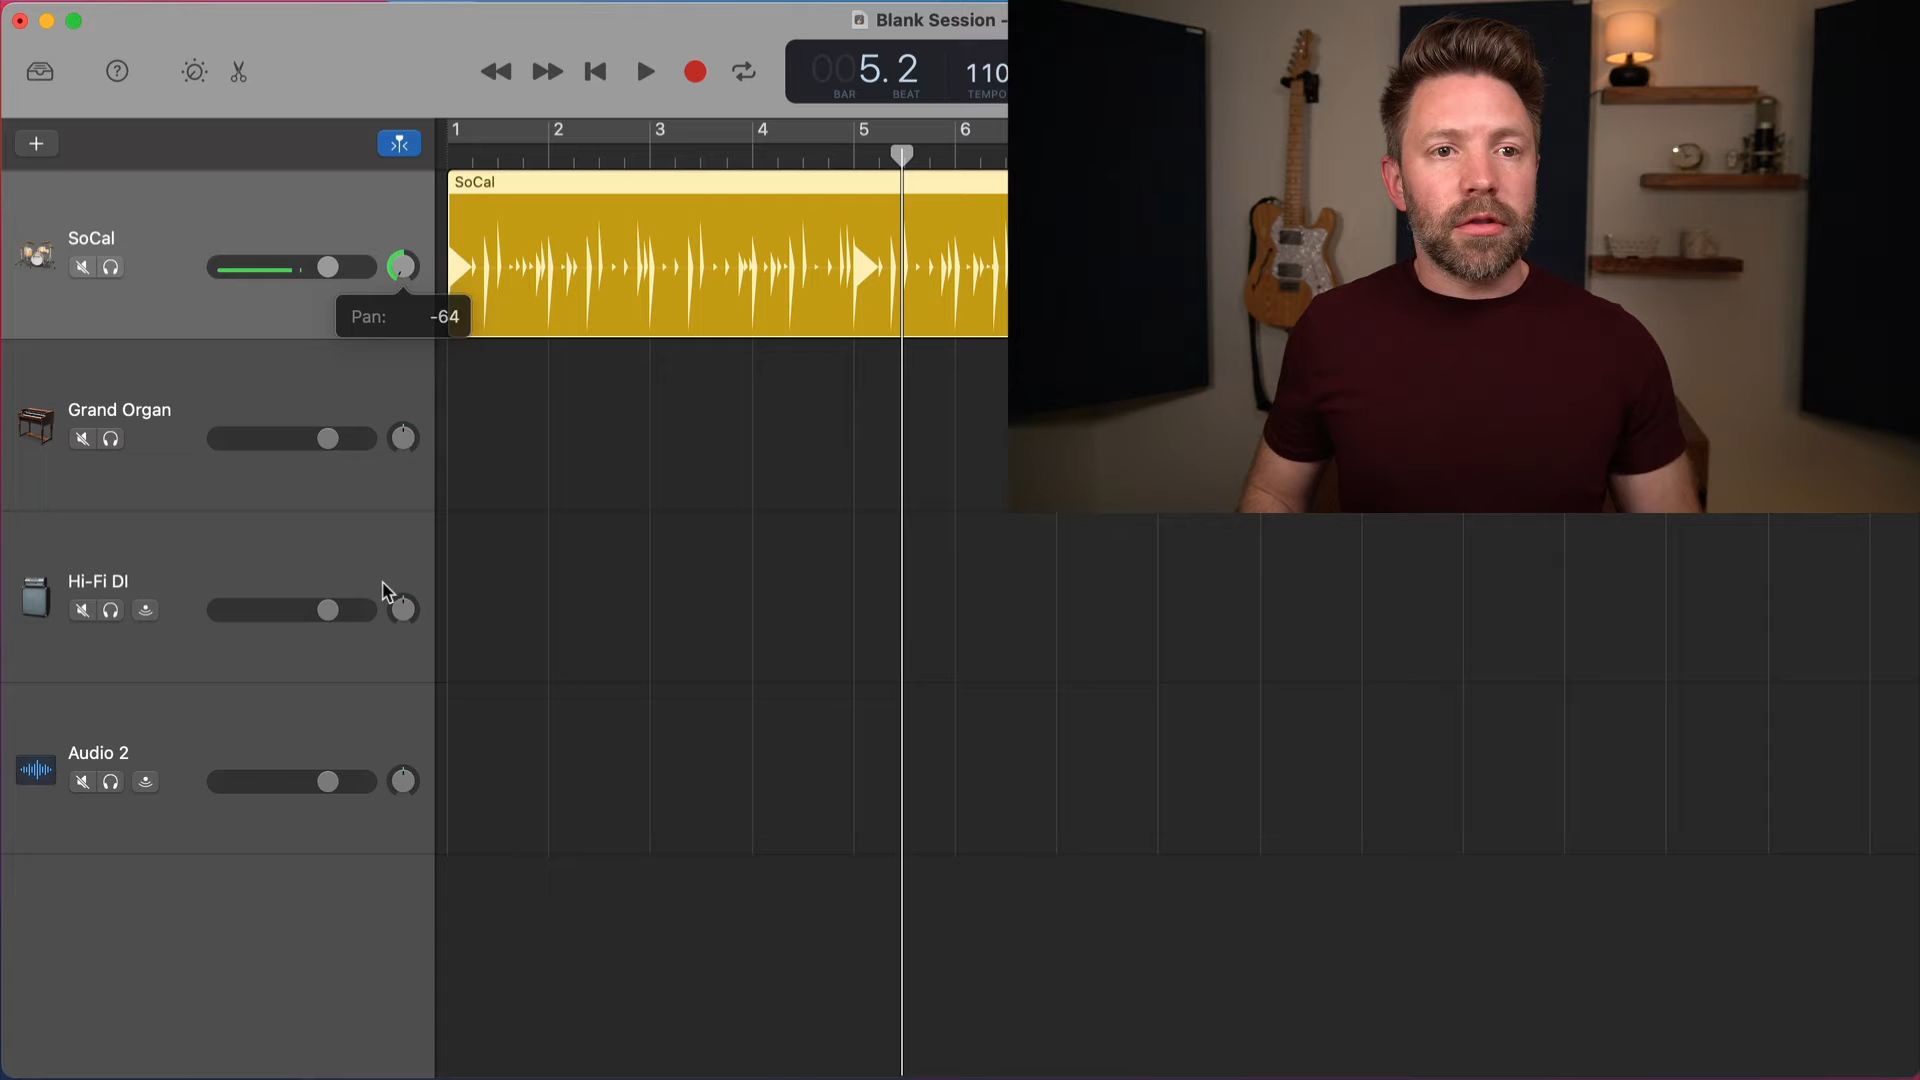 Blank Session -
005. 2
110
BAR
BEAT
TEMPO
1
2
3
4
5
6
SoCal
SoCal
Pan: -64
Grand Organ
Hi-Fi DI
Audio 2